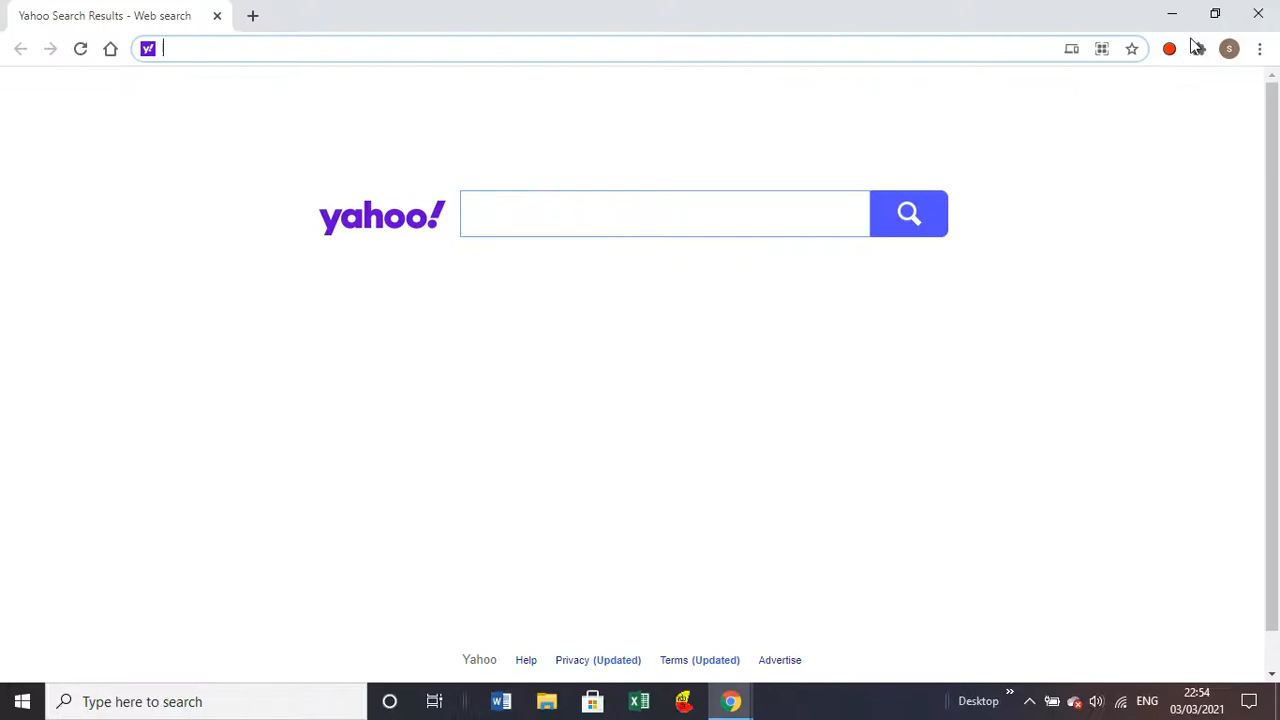 Yahoo Search Results - Web search
y!
S
yahoo!
Yahoo Help Privacy (Updated) Terms (Updated) Advertise
Type here to search
Desktop
ENG
22:54
03/03/2021